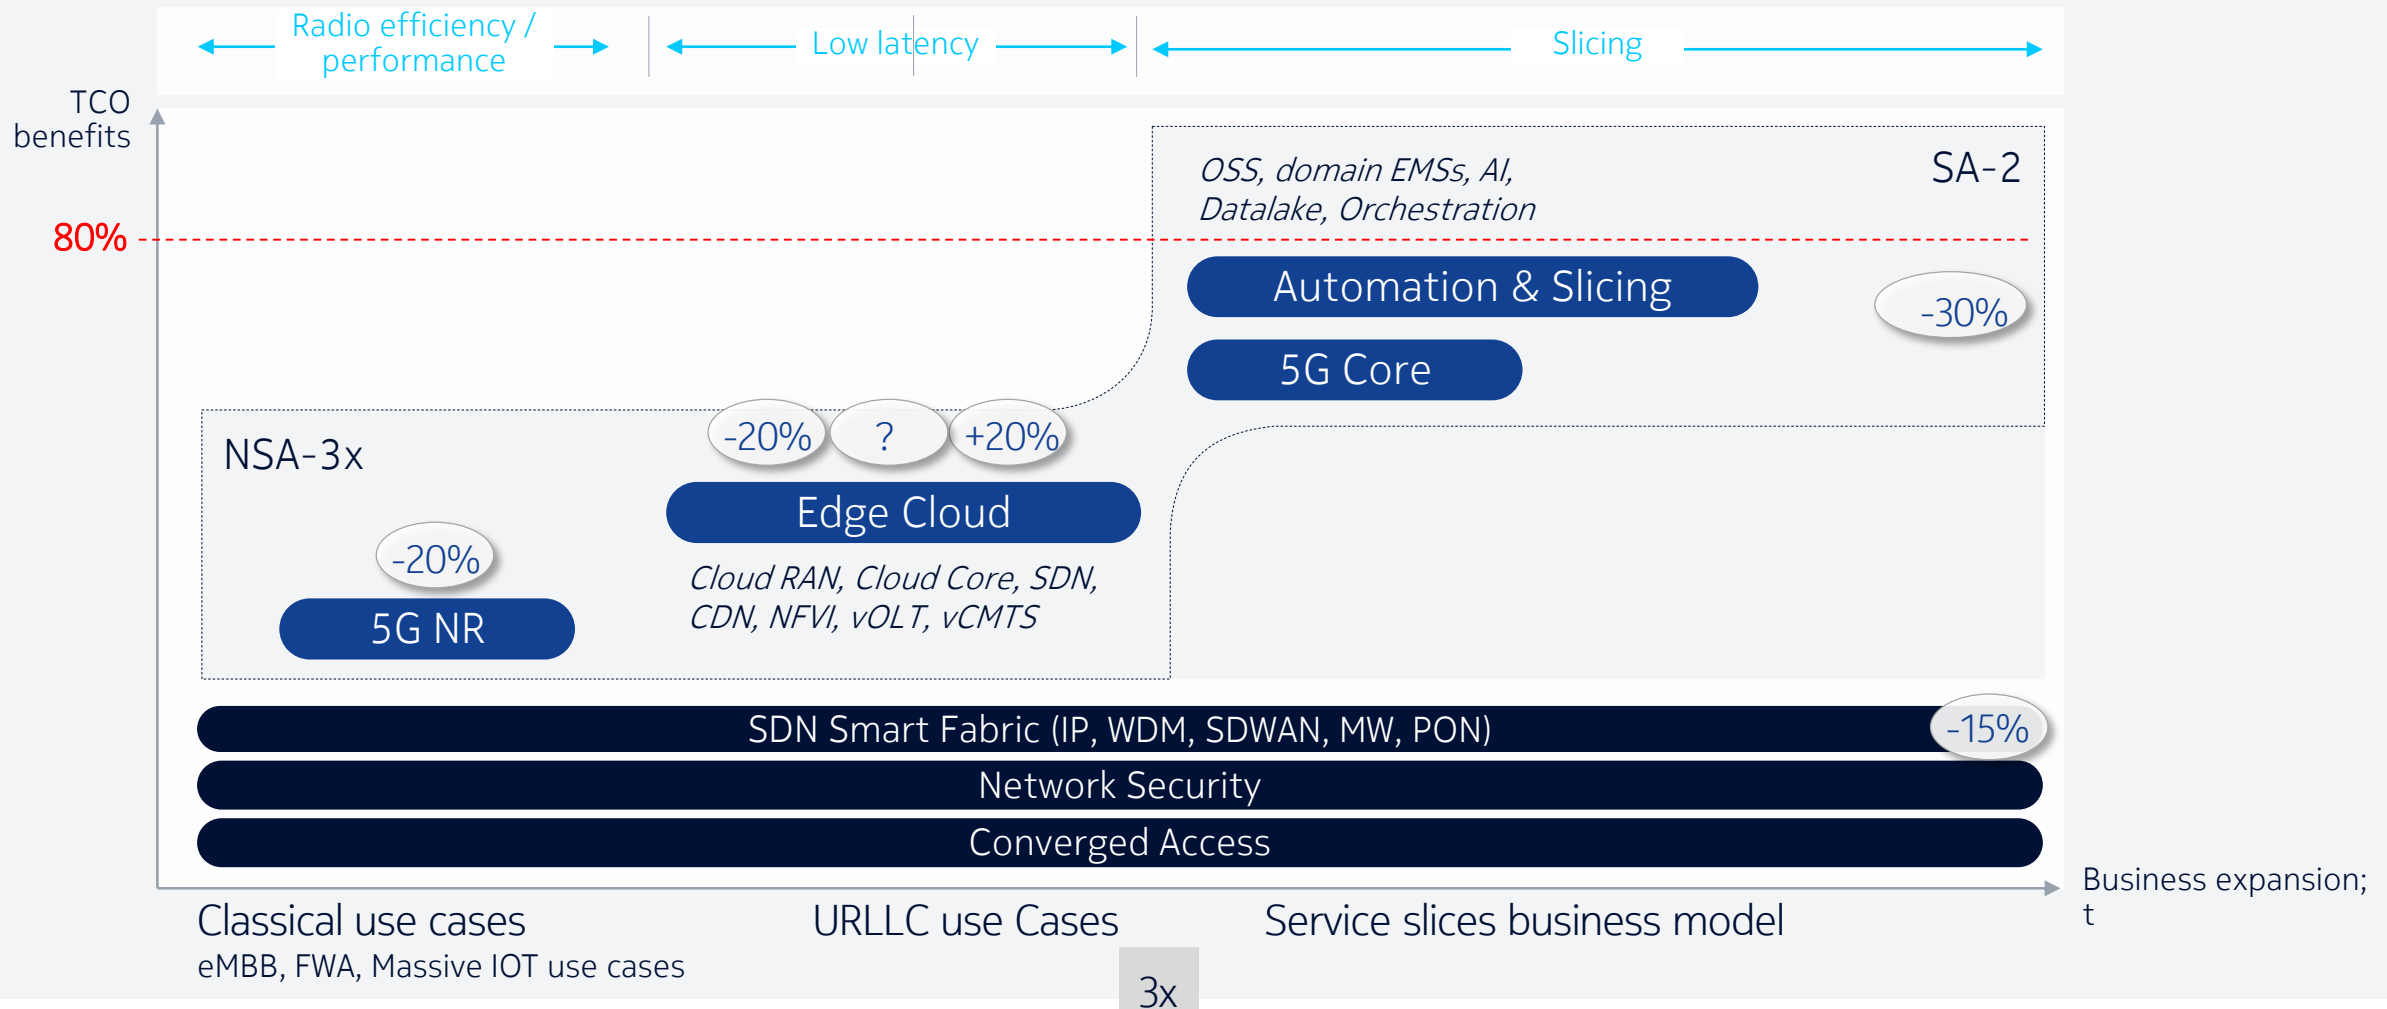 Radio efficiency /
performance
Low latency
Slicing
TCO
benefits
OSS, domain EMSs, AI,
Datalake, Orchestration
SA-2
80%
Automation & Slicing
-30%
5G Core
NSA-3x
-20%
?
+20%
Edge Cloud
-20%
Cloud RAN, Cloud Core, SDN,
CDN, NFVI, vOLT, vCMTS
5G NR
SDN Smart Fabric (IP, WDM, SDWAN, MW, PON)
-15%
Network Security
Converged Access
Business expansion;
t
Classical use cases
eMBB, FWA, Massive IOT use cases
URLLC use Cases
Service slices business model
3x